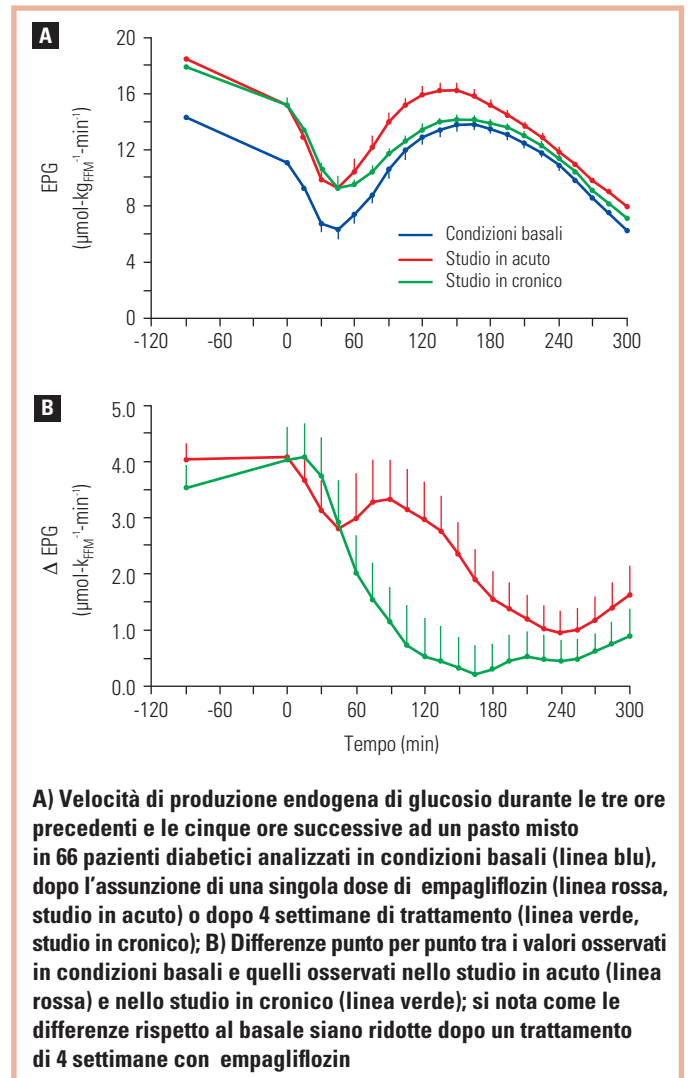 A
20
16
12
8
4
0
EPG
(µmol-kgFFM-1-min-1)
Condizioni basali
Studio in acuto
Studio in cronico
-120 -60 0 60 120 180 240 300
B
5.0
4.0
3.0
2.0
1.0
0.0
Δ EPG
(µmol-kFFM-1-min-1)
-120 -60 0 60 120 180 240 300
Tempo (min)
A) Velocità di produzione endogena di glucosio durante le tre ore
precedenti e le cinque ore successive ad un pasto misto
in 66 pazienti diabetici analizzati in condizioni basali (linea blu),
dopo l'assunzione di una singola dose di empagliflozin (linea rossa,
studio in acuto) o dopo 4 settimane di trattamento (linea verde,
studio in cronico); B) Differenze punto per punto tra i valori osservati
in condizioni basali e quelli osservati nello studio in acuto (linea
rossa) e nello studio in cronico (linea verde); si nota come le
differenze rispetto al basale siano ridotte dopo un trattamento
di 4 settimane con empagliflozin